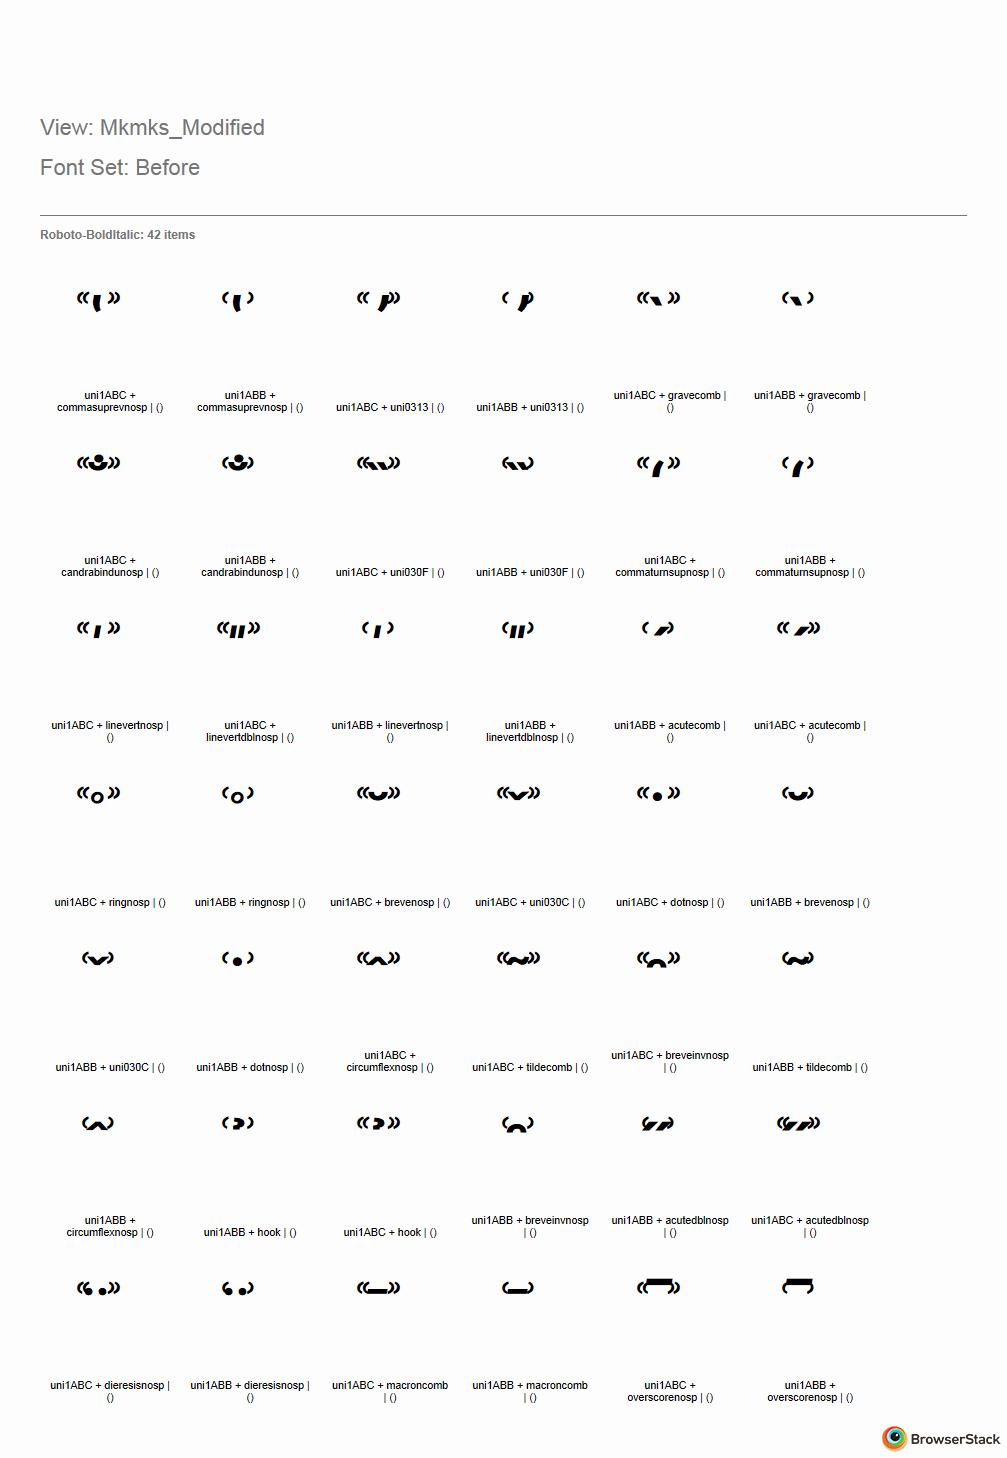 View: Mkmks_Modified
Font Set: Before
Roboto-BoldItalic: 42 items
uni1ABC +
commasuprevnosp | ()
uni1ABB +
commasuprevnosp | ()
uni1ABC + uni0313 | ()
uni1ABB + uni0313 | ()
uni1ABC + gravecomb |
()
uni1ABB + gravecomb |
()
uni1ABC +
candrabindunosp | ()
uni1ABB +
candrabindunosp | ()
uni1ABC + uni030F | ()
uni1ABB + uni030F | ()
uni1ABC +
commaturnsupnosp | ()
uni1ABB +
commaturnsupnosp | ()
uni1ABC + linevertnosp |
()
uni1ABC +
linevertdblnosp | ()
uni1ABB + linevertnosp |
()
uni1ABB +
linevertdblnosp | ()
uni1ABB + acutecomb |
()
uni1ABC + acutecomb |
()
uni1ABC + ringnosp | ()
uni1ABB + ringnosp | ()
uni1ABC + brevenosp | ()
uni1ABC + uni030C | ()
uni1ABC + dotnosp | ()
uni1ABB + brevenosp | ()
uni1ABB + uni030C | ()
uni1ABB + dotnosp | ()
uni1ABC +
circumflexnosp | ()
uni1ABC + tildecomb | ()
uni1ABC + breveinvnosp
| ()
uni1ABB + tildecomb | ()
uni1ABB +
circumflexnosp | ()
uni1ABB + hook | ()
uni1ABC + hook | ()
uni1ABB + breveinvnosp
| ()
uni1ABB + acutedblnosp
| ()
uni1ABC + acutedblnosp
| ()
uni1ABC + dieresisnosp |
()
uni1ABB + dieresisnosp |
()
uni1ABC + macroncomb
| ()
uni1ABB + macroncomb
| ()
uni1ABC +
overscorenosp | ()
uni1ABB +
overscorenosp | ()
BrowserStack